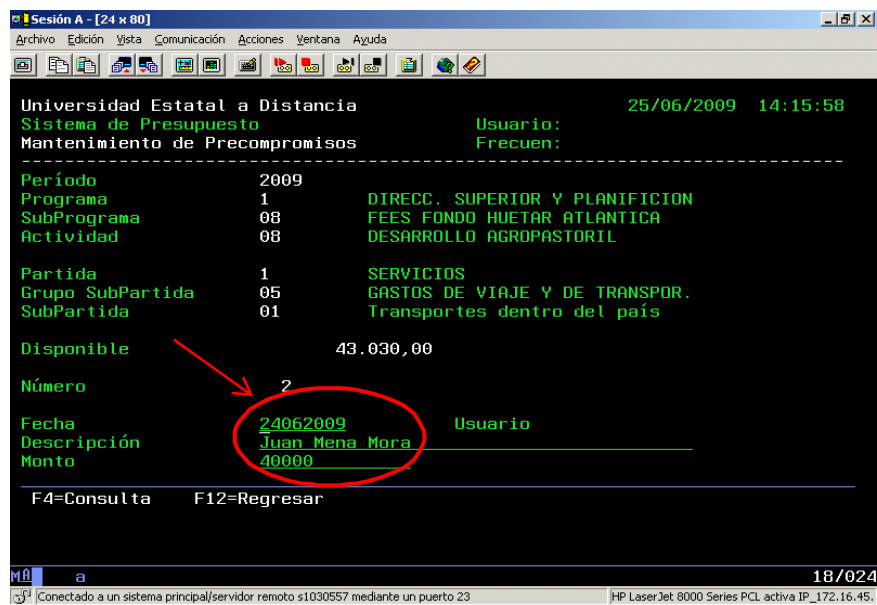 Sesión A - [24 x 80]
Archivo Edición Vista Comunicación Acciones Ventana Ayuda
Universidad Estatal a Distancia 25/06/2009 14:15:58
Sistema de Presupuesto Usuario:
Mantenimiento de Precompromisos Frecuen:
--------------------------------------------------------------------------------
Período 2009
Programa 1 DIRECC. SUPERIOR Y PLANIFICION
SubPrograma 08 FEES FONDO HUETAR ATLANTICA
Actividad 08 DESARROLLO AGROPASTORIL
Partida 1 SERVICIOS
Grupo SubPartida 05 GASTOS DE VIAJE Y DE TRANSPOR.
SubPartida 01 Transportes dentro del país
Disponible 43.030,00
Número 2
Fecha 24062009 Usuario
Descripción Juan Mena Mora
Monto 40000
F4=Consulta F12=Regresar
MA a 18/024
Conectado a un sistema principal/servidor remoto s1030557 mediante un puerto 23 HP LaserJet 8000 Series PCL activa IP_172.16.45.